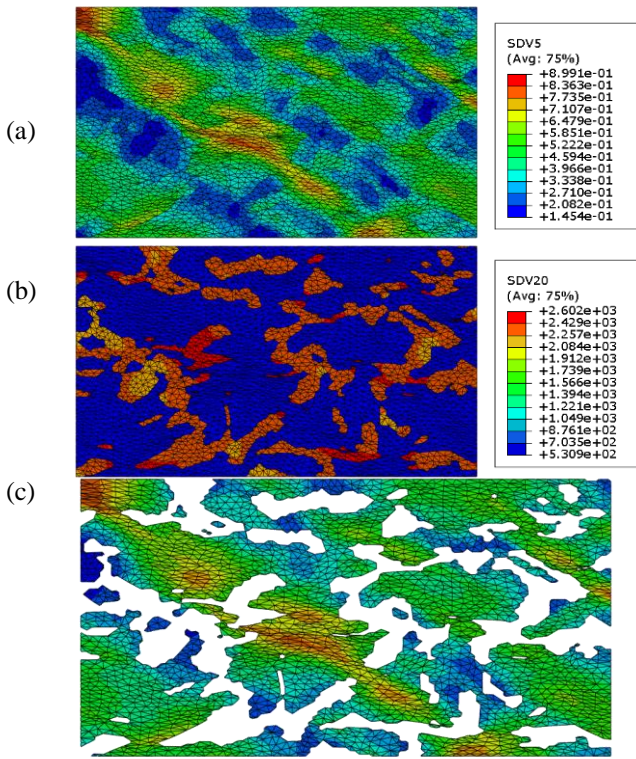 (a)
SDV5
(Avg: 75%)
+8.991e-01
+8.363e-01
+7.735e-01
+7.107e-01
+6.479e-01
+5.851e-01
+5.222e-01
+4.594e-01
+3.966e-01
+3.338e-01
+2.710e-01
+2.082e-01
+1.454e-01
(b)
SDV20
(Avg: 75%)
+2.602e+03
+2.429e+03
+2.257e+03
+2.084e+03
+1.912e+03
+1.739e+03
+1.566e+03
+1.394e+03
+1.221e+03
+1.049e+03
+8.761e+02
+7.035e+02
+5.309e+02
(c)